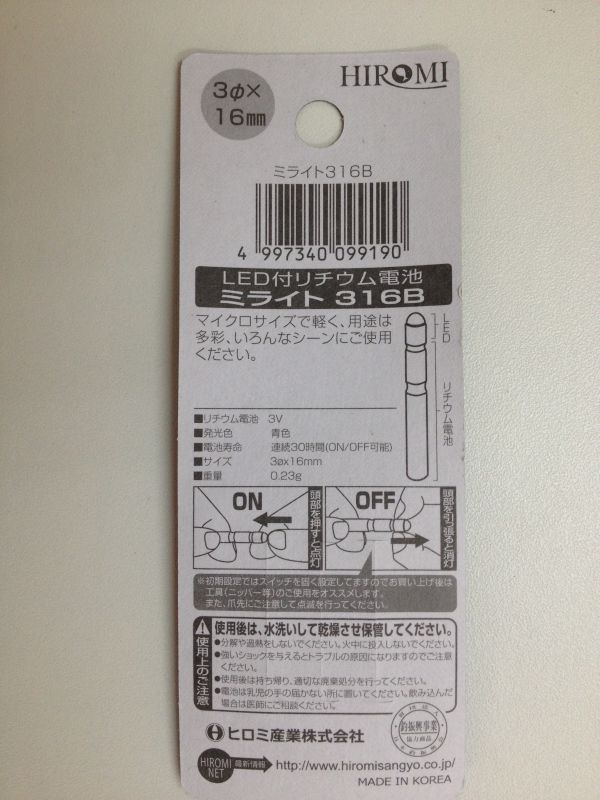 HIROMI
3φ×
16mm
ミライト316B
4 997340 099190
LED付リチウム電池
ミライト 316B
マイクロサイズで軽く、用途は
多彩、いろんなシーンにご使用
ください。
LED
リチウム電池
■リチウム電池 3V
■発光色 青色
■電池寿命 連続30時間(ON/OFF可能)
■サイズ 3øx16mm
■重量 0.23g
ON
頭部を押すと点灯
OFF
頭部を引っ張ると消灯
※初期設定ではスイッチを固く設定してますのでお買い上げ後は
工具(ニッパー等)のご使用をオススメします。
また、爪先にご注意して点滅を行ってください。
使用上のご注意
使用後は、水洗いして乾燥させ保管してください。
●分解や過熱をしないでください。火中に投入しないでください。
●強いショックを与えるとトラブルの原因になりますのでご注意
ください。
●使用後は持ち帰り、適切な廃棄処分を行ってください。
●電池は乳児の手の届かない所に置いてください。飲み込んだ
場合は医師にご相談ください。
ヒロミ産業株式会社
釣振興事業
協力商品
HIROMI
NET
最新情報
http://www.hiromisangyo.co.jp/
MADE IN KOREA